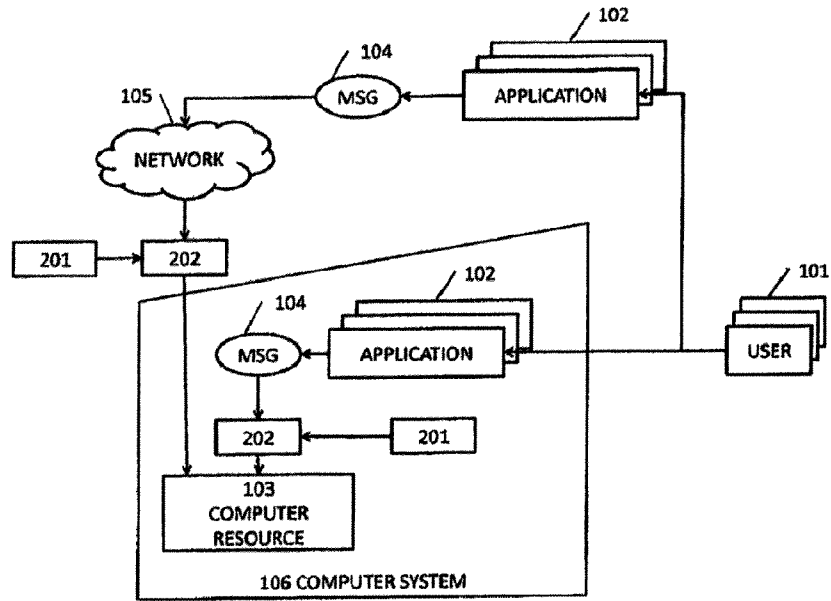 102
104
APPLICATION
MSG
105
NETWORK
201
202
102
101
104
APPLICATION
USER
MSG
202
201
103
COMPUTER
RESOURCE
106 COMPUTER SYSTEM